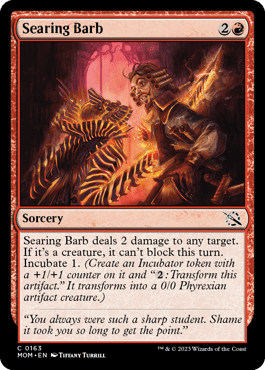 Searing Barb 2
Sorcery
Searing Barb deals 2 damage to any target.
If it's a creature, it can't block this turn.
Incubate 1. (Create an Incubator token with
a +1/+1 counter on it and "2: Transform this
artifact." It transforms into a 0/0 Phyrexian
artifact creature.)
"You always were such a sharp student. Shame
it took you so long to get the point."
C 0163
MOM • EN TIFFANY TURRILL ™ & © 2023 Wizards of the Coast